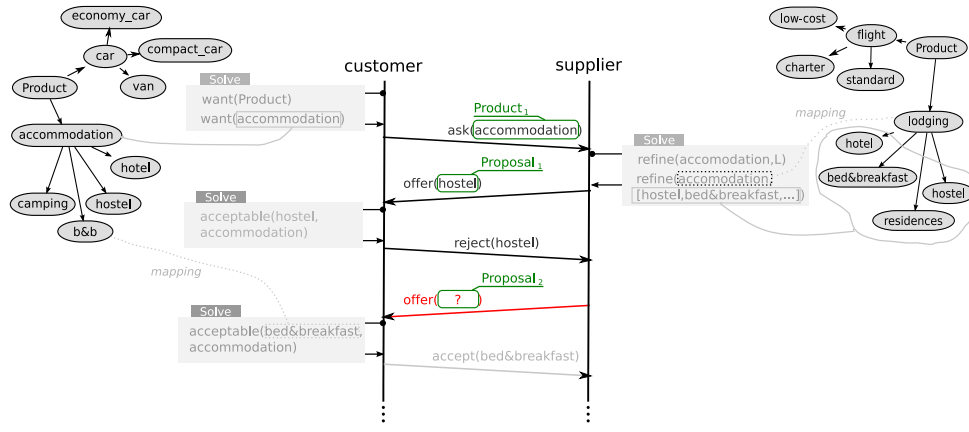 economy_car
car
compact_car
Product
van
accommodation
hotel
camping
hostel
b&b
mapping
customer
supplier
Solve
want(Product)
want(accommodation)
Product1
ask(accommodation)
Solve
refine(accomodation,L)
refine(accomodation,
[hostel,bed&breakfast,...])
Proposal1
offer(hostel)
Solve
acceptable(hostel,
accommodation)
reject(hostel)
Proposal2
offer( ? )
Solve
acceptable(bed&breakfast,
accommodation)
accept(bed&breakfast)
low-cost
flight
Product
charter
standard
mapping
lodging
hotel
bed&breakfast
hostel
residences